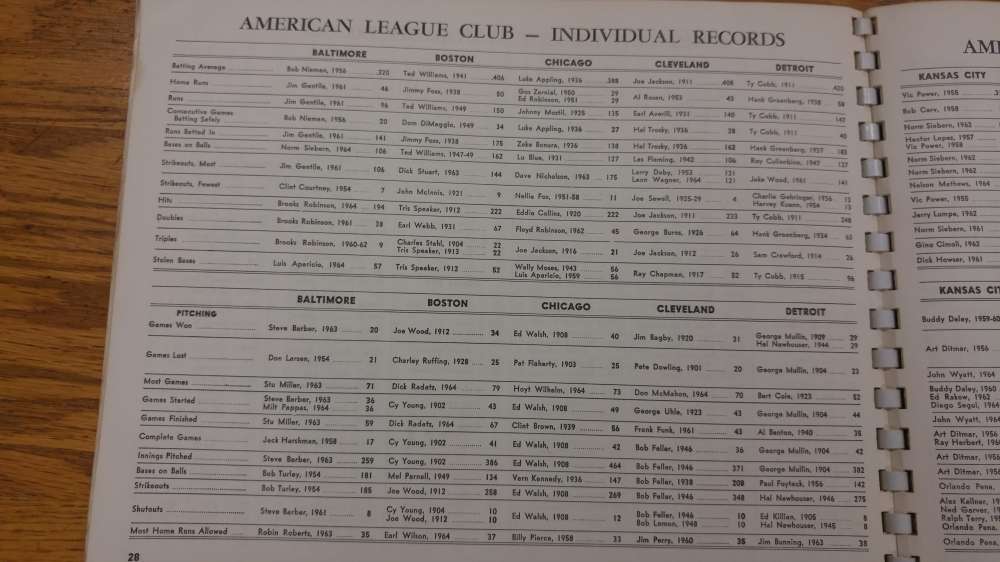 AMERICAN LEAGUE CLUB – INDIVIDUAL RECORDS
BALTIMORE BOSTON CHICAGO CLEVELAND DETROIT
Batting Average Bob Nieman, 1956 .320 Ted Williams, 1941 .406 Luke Appling, 1936 .388 Joe Jackson, 1911 .408 Ty Cobb, 1911 .420
Home Runs Jim Gentile, 1961 46 Jimmy Foxx, 1938 50 Gus Zernial, 1950 29 Al Rosen, 1953 43 Hank Greenberg, 1938 58
Ed Robinson, 1951 29
Runs Jim Gentile, 1961 96 Ted Williams, 1949 150 Johnny Mostil, 1925 135 Earl Averill, 1931 140 Ty Cobb, 1911 147
Consecutive Games
Batting Safely Bob Nieman, 1956 20 Dom DiMaggio, 1949 34 Luke Appling, 1936 27 Hal Trosky, 1936 28 Ty Cobb, 1911 40
Runs Batted In Jim Gentile, 1961 141 Jimmy Foxx, 1938 175 Zeke Bonura, 1936 138 Hal Trosky, 1936 162 Hank Greenberg, 1937 183
Bases on Balls Norm Siebern, 1964 106 Ted Williams, 1947-49 162 Lu Blue, 1931 127 Les Fleming, 1942 106 Roy Cullenbine, 1947 137
Strikeouts, Most Jim Gentile, 1961 106 Dick Stuart, 1963 144 Dave Nicholson, 1963 175 Larry Doby, 1953 121 Jake Wood, 1961 141
Leon Wagner, 1964 121
Strikeouts, Fewest Clint Courtney, 1954 7 John McInnis, 1921 9 Nellie Fox, 1951-58 11 Joe Sewell, 1925-29 4 Charlie Gehringer, 1936 13
Harvey Kuenn, 1954 13
Hits Brooks Robinson, 1964 194 Tris Speaker, 1912 222 Eddie Collins, 1920 222 Joe Jackson, 1911 233 Ty Cobb, 1911 248
Doubles Brooks Robinson, 1961 38 Earl Webb, 1931 67 Floyd Robinson, 1962 45 George Burns, 1926 64 Hank Greenberg, 1934 63
Triples Brooks Robinson, 1960-62 9 Charles Stahl, 1904 22 Joe Jackson, 1916 21 Joe Jackson, 1912 26 Sam Crawford, 1914 26
Tris Speaker, 1913 22
Stolen Bases Luis Aparicio, 1964 57 Tris Speaker, 1912 52 Wally Moses, 1943 56 Ray Chapman, 1917 52 Ty Cobb, 1915 96
Luis Aparicio, 1959 56
BALTIMORE BOSTON CHICAGO CLEVELAND DETROIT
PITCHING
Games Won Steve Barber, 1963 20 Joe Wood, 1912 34 Ed Walsh, 1908 40 Jim Bagby, 1920 31 George Mullin, 1909 29
Hal Newhouser, 1944 29
Games Lost Don Larsen, 1954 21 Charley Ruffing, 1928 25 Pat Flaherty, 1903 25 Pete Dowling, 1901 20 George Mullin, 1904 23
Most Games Stu Miller, 1963 71 Dick Radatz, 1964 79 Hoyt Wilhelm, 1964 73 Don McMahon, 1964 70 Bert Cole, 1923 52
Games Started Steve Barber, 1963 36 Cy Young, 1902 43 Ed Walsh, 1908 49 George Uhle, 1923 43 George Mullin, 1904 44
Milt Pappas, 1964 36
Games Finished Stu Miller, 1963 59 Dick Radatz, 1964 67 Clint Brown, 1939 56 Frank Funk, 1961 43 Al Benton, 1940 35
Complete Games Jack Harshman, 1958 17 Cy Young, 1902 41 Ed Walsh, 1908 42 Bob Feller, 1946 36 George Mullin, 1904 42
Innings Pitched Steve Barber, 1963 259 Cy Young, 1902 386 Ed Walsh, 1908 464 Bob Feller, 1946 371 George Mullin, 1904 382
Bases on Balls Bob Turley, 1954 181 Mel Parnell, 1949 134 Vern Kennedy, 1936 147 Bob Feller, 1938 208 Paul Foytack, 1956 142
Strikeouts Bob Turley, 1954 185 Joe Wood, 1912 258 Ed Walsh, 1908 269 Bob Feller, 1946 348 Hal Newhouser, 1946 275
Shutouts Steve Barber, 1961 8 Cy Young, 1904 10 Ed Walsh, 1908 12 Bob Feller, 1946 10 Ed Killian, 1905 8
Joe Wood, 1912 10 Bob Lemon, 1948 10 Hal Newhouser, 1945 8
Most Home Runs Allowed Robin Roberts, 1963 35 Earl Wilson, 1964 37 Billy Pierce, 1958 33 Jim Perry, 1960 35 Jim Bunning, 1963 38
28
KANSAS CITY
Vic Power, 1955
Bob Cerv, 1958
Norm Siebern, 1962
Hector Lopez, 1957
Vic Power, 1958
Norm Siebern, 1962
Norm Siebern, 1962
Nelson Mathews, 1964
Vic Power, 1955
Jerry Lumpe, 1962
Norm Siebern, 1961
Gino Cimoli, 1962
Dick Howser, 1961
Buddy Daley, 1959-60
Art Ditmar, 1956
John Wyatt, 1964
Buddy Daley, 1960
Ed Rakow, 1962
Diego Segui, 1964
John Wyatt, 1964
Art Ditmar, 1956
Ray Herbert,
Art Ditmar, 1956
Art Ditmar,
Orlando Pena,
Alex Kellner,
Ned Garver,
Ralph Terry,
Orlando Pena,
Orlando Pena,